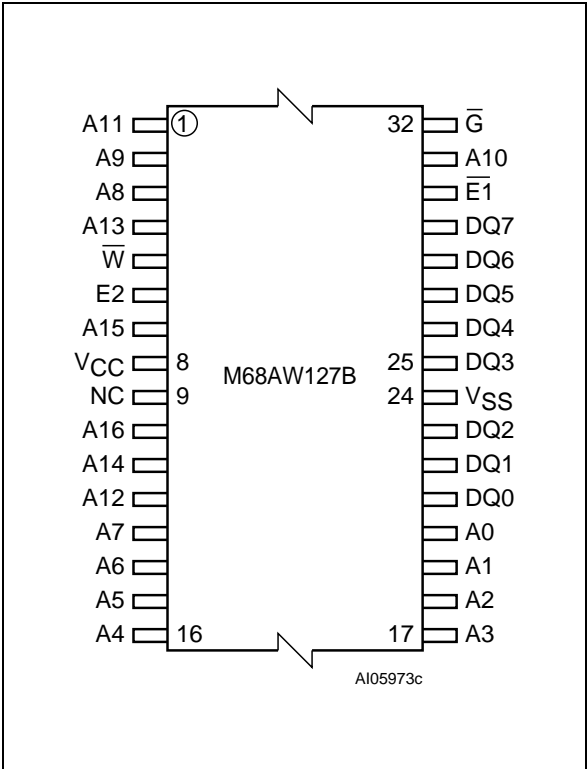 A11 1 32 G̅
A9 A10
A8 E̅1̅
A13 DQ7
W̅ DQ6
E2 DQ5
A15 DQ4
VCC 8 25 DQ3
M68AW127B
NC 9 24 VSS
A16 DQ2
A14 DQ1
A12 DQ0
A7 A0
A6 A1
A5 A2
A4 16 17 A3
AI05973c